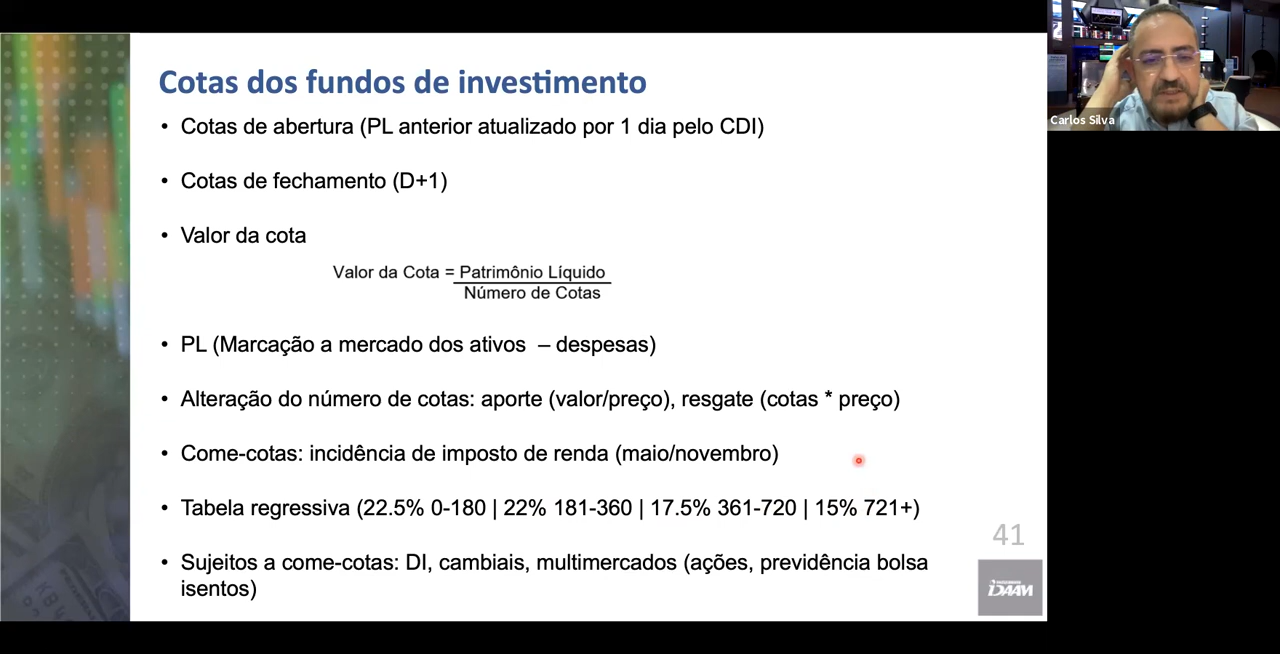 Cotas dos fundos de investimento
• Cotas de abertura (PL anterior atualizado por 1 dia pelo CDI)
• Cotas de fechamento (D+1)
• Valor da cota
Valor da Cota = Patrimônio Líquido
Número de Cotas
• PL (Marcação a mercado dos ativos – despesas)
• Alteração do número de cotas: aporte (valor/preço), resgate (cotas * preço)
• Come-cotas: incidência de imposto de renda (maio/novembro)
• Tabela regressiva (22.5% 0-180 | 22% 181-360 | 17.5% 361-720 | 15% 721+)
• Sujeitos a come-cotas: DI, cambiais, multimercados (ações, previdência bolsa
isentos)
41
Carlos Silva